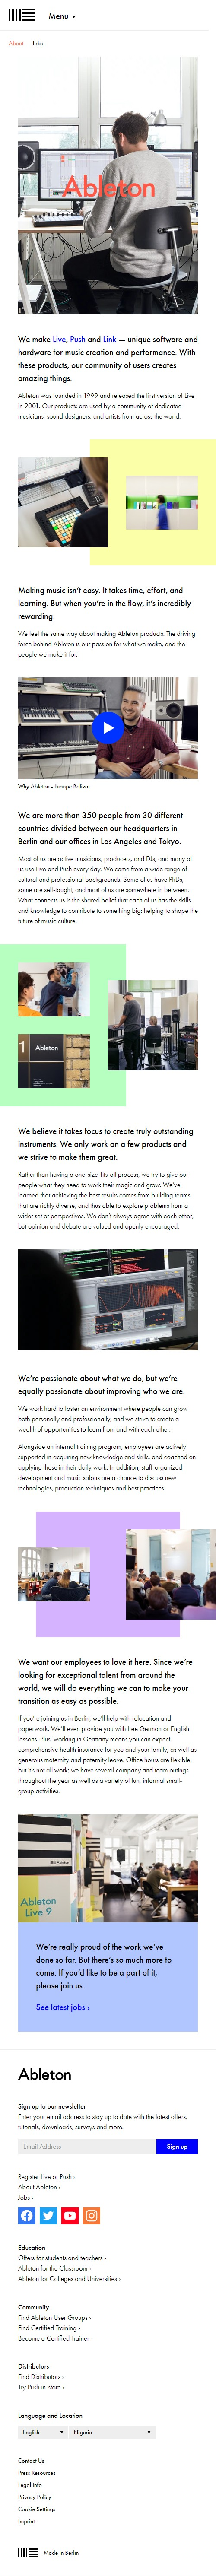 Menu
About Jobs
Ableton
We make Live, Push and Link — unique software and
hardware for music creation and performance. With
these products, our community of users creates
amazing things.
Ableton was founded in 1999 and released the first version of Live
in 2001. Our products are used by a community of dedicated
musicians, sound designers, and artists from across the world.
Making music isn’t easy. It takes time, effort, and
learning. But when you’re in the flow, it’s incredibly
rewarding.
We feel the same way about making Ableton products. The driving
force behind Ableton is our passion for what we make, and the
people we make it for.
Why Ableton - Juanpe Bolivar
We are more than 350 people from 30 different
countries divided between our headquarters in
Berlin and our offices in Los Angeles and Tokyo.
Most of us are active musicians, producers, and DJs, and many of
us use Live and Push every day. We come from a wide range of
cultural and professional backgrounds. Some of us have PhDs,
some are self-taught, and most of us are somewhere in between.
What connects us is the shared belief that each of us has the skills
and knowledge to contribute to something big: helping to shape the
future of music culture.
1 Ableton
We believe it takes focus to create truly outstanding
instruments. We only work on a few products and
we strive to make them great.
Rather than having a one-size-fits-all process, we try to give our
people what they need to work their magic and grow. We’ve
learned that achieving the best results comes from building teams
that are richly diverse, and thus able to explore problems from a
wider set of perspectives. We don’t always agree with each other,
but opinion and debate are valued and openly encouraged.
We’re passionate about what we do, but we’re
equally passionate about improving who we are.
We work hard to foster an environment where people can grow
both personally and professionally, and we strive to create a
wealth of opportunities to learn from and with each other.
Alongside an internal training program, employees are actively
supported in acquiring new knowledge and skills, and coached on
applying these in their daily work. In addition, staff-organized
development and music salons are a chance to discuss new
technologies, production techniques and best practices.
We want our employees to love it here. Since we’re
looking for exceptional talent from around the
world, we will do everything we can to make your
transition as easy as possible.
If you’re joining us in Berlin, we’ll help with relocation and
paperwork. We’ll even provide you with free German or English
lessons. Plus, working in Germany means you can expect
comprehensive health insurance for you and your family, as well as
generous maternity and paternity leave. Office hours are flexible,
but it’s not all work; we have several company and team outings
throughout the year as well as a variety of fun, informal small-
group activities.
Ableton
Live 9
We’re really proud of the work we’ve
done so far. But there’s so much more to
come. If you’d like to be a part of it,
please join us.
See latest jobs ›
Ableton
Sign up to our newsletter
Enter your email address to stay up to date with the latest offers,
tutorials, downloads, surveys and more.
Email Address Sign up
Register Live or Push ›
About Ableton ›
Jobs ›
Education
Offers for students and teachers ›
Ableton for the Classroom ›
Ableton for Colleges and Universities ›
Community
Find Ableton User Groups ›
Find Certified Training ›
Become a Certified Trainer ›
Distributors
Find Distributors ›
Try Push in-store ›
Language and Location
English Nigeria
Contact Us
Press Resources
Legal Info
Privacy Policy
Cookie Settings
Imprint
Made in Berlin